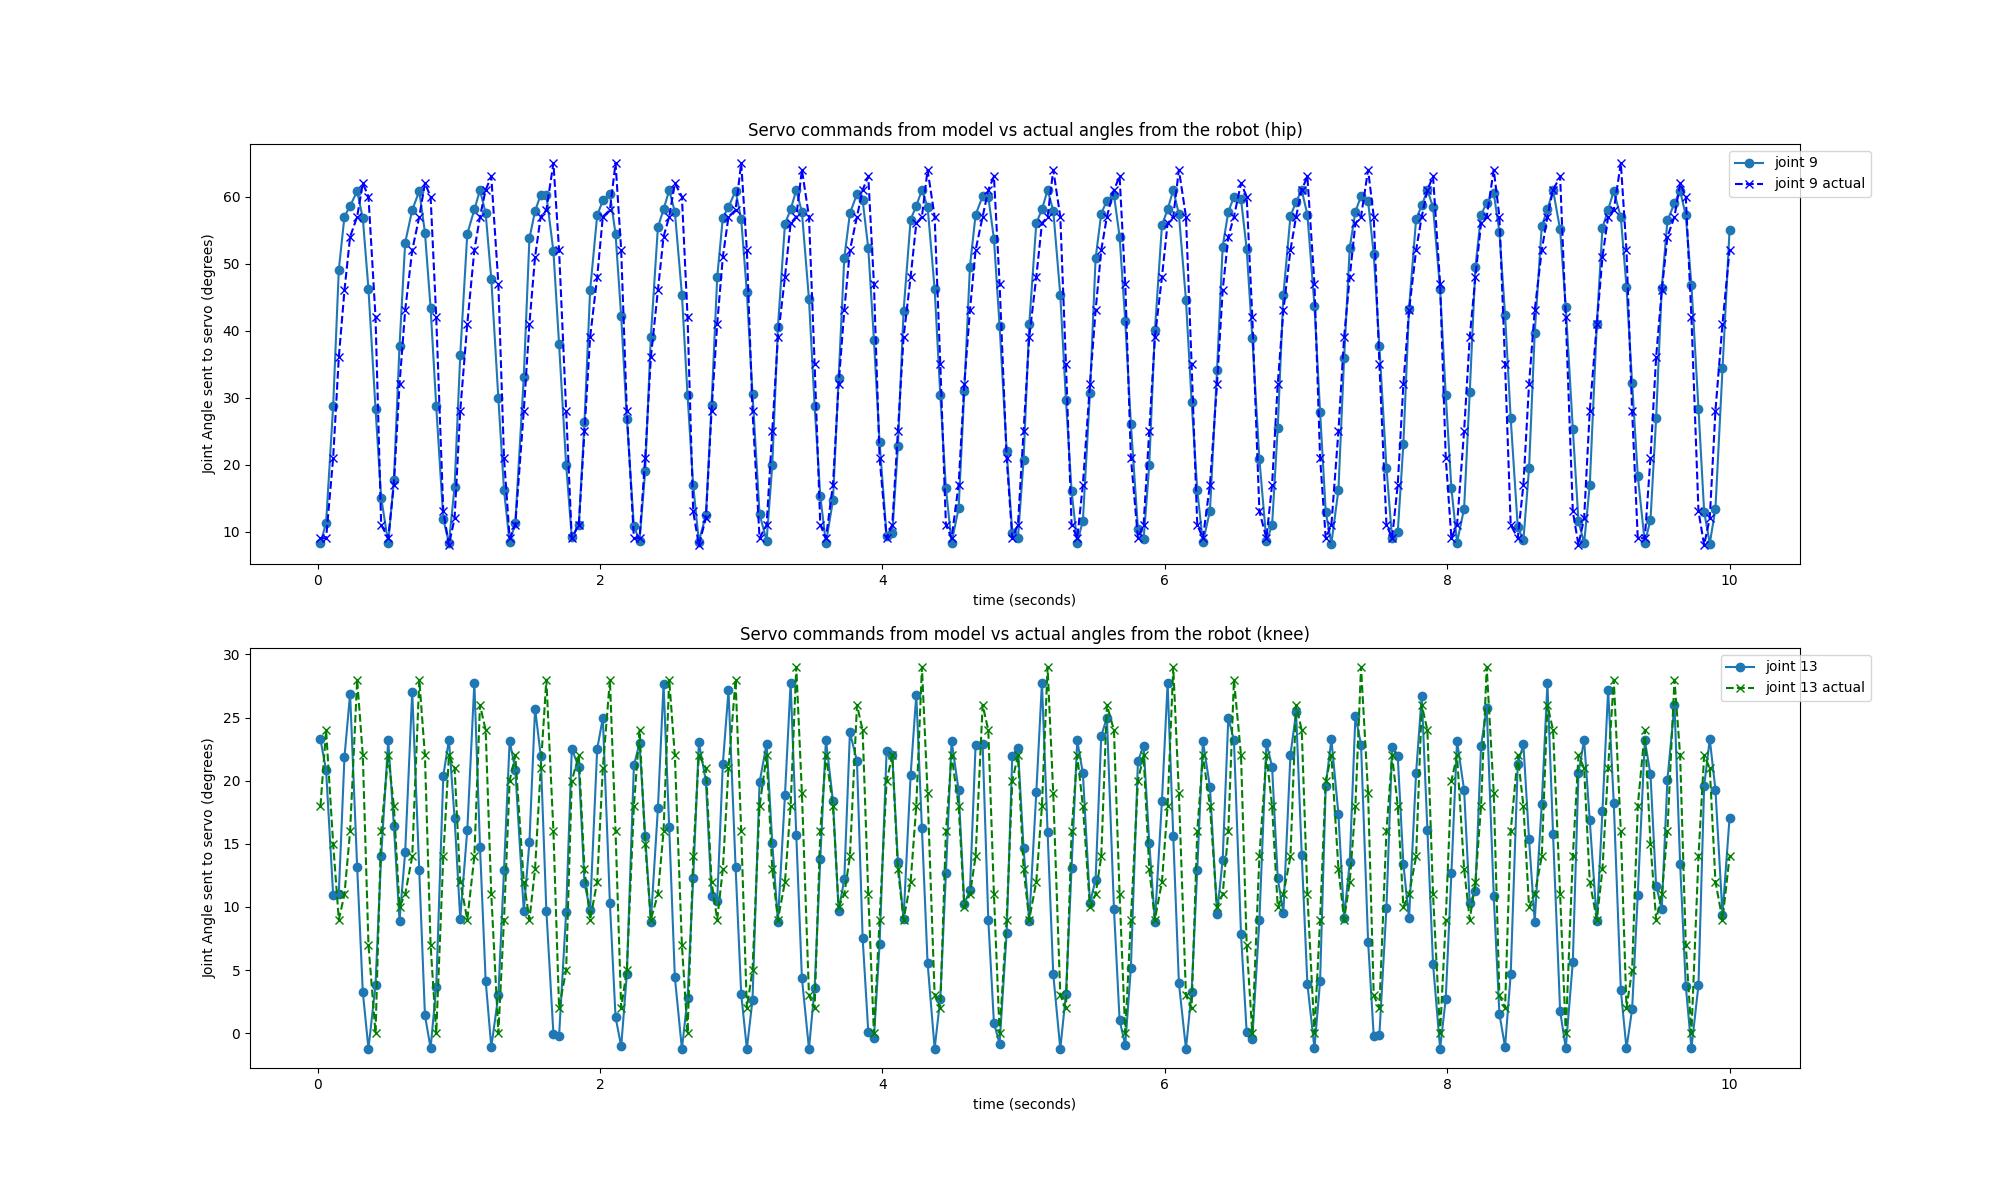 Servo commands from model vs actual angles from the robot (hip)
joint 9
joint 9 actual
Joint Angle sent to servo (degrees)
60
50
40
30
20
10
0 2 4 6 8 10
time (seconds)
Servo commands from model vs actual angles from the robot (knee)
joint 13
joint 13 actual
Joint Angle sent to servo (degrees)
30
25
20
15
10
5
0
0 2 4 6 8 10
time (seconds)